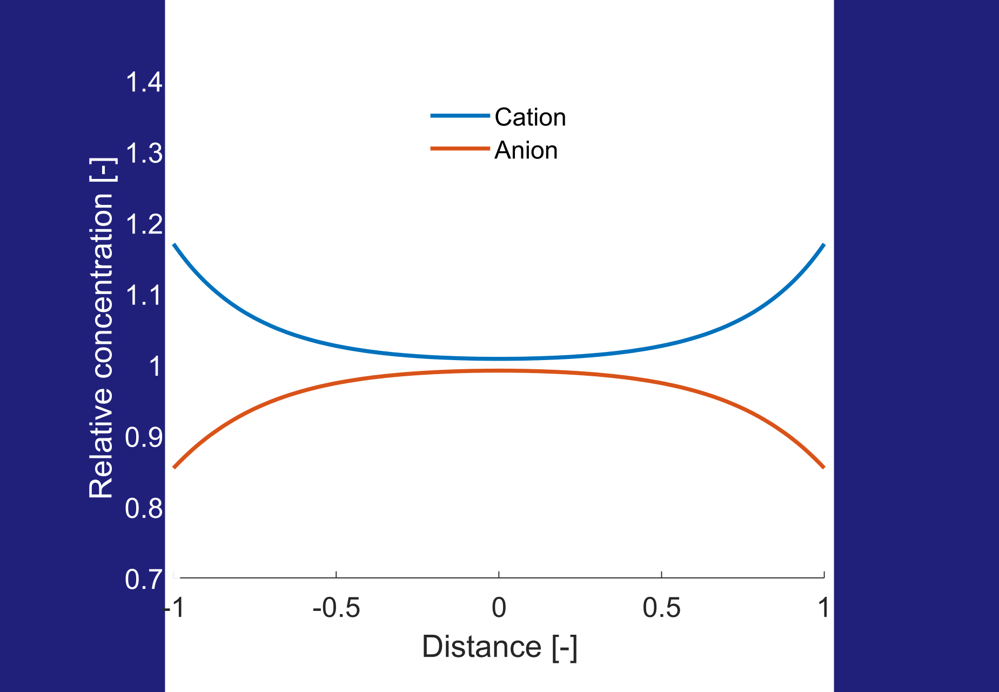 1.4
Cation
Anion
1.3
1.2
1.1
1
0.9
0.8
0.7
Relative concentration [-]
-1 -0.5 0 0.5 1
Distance [-]